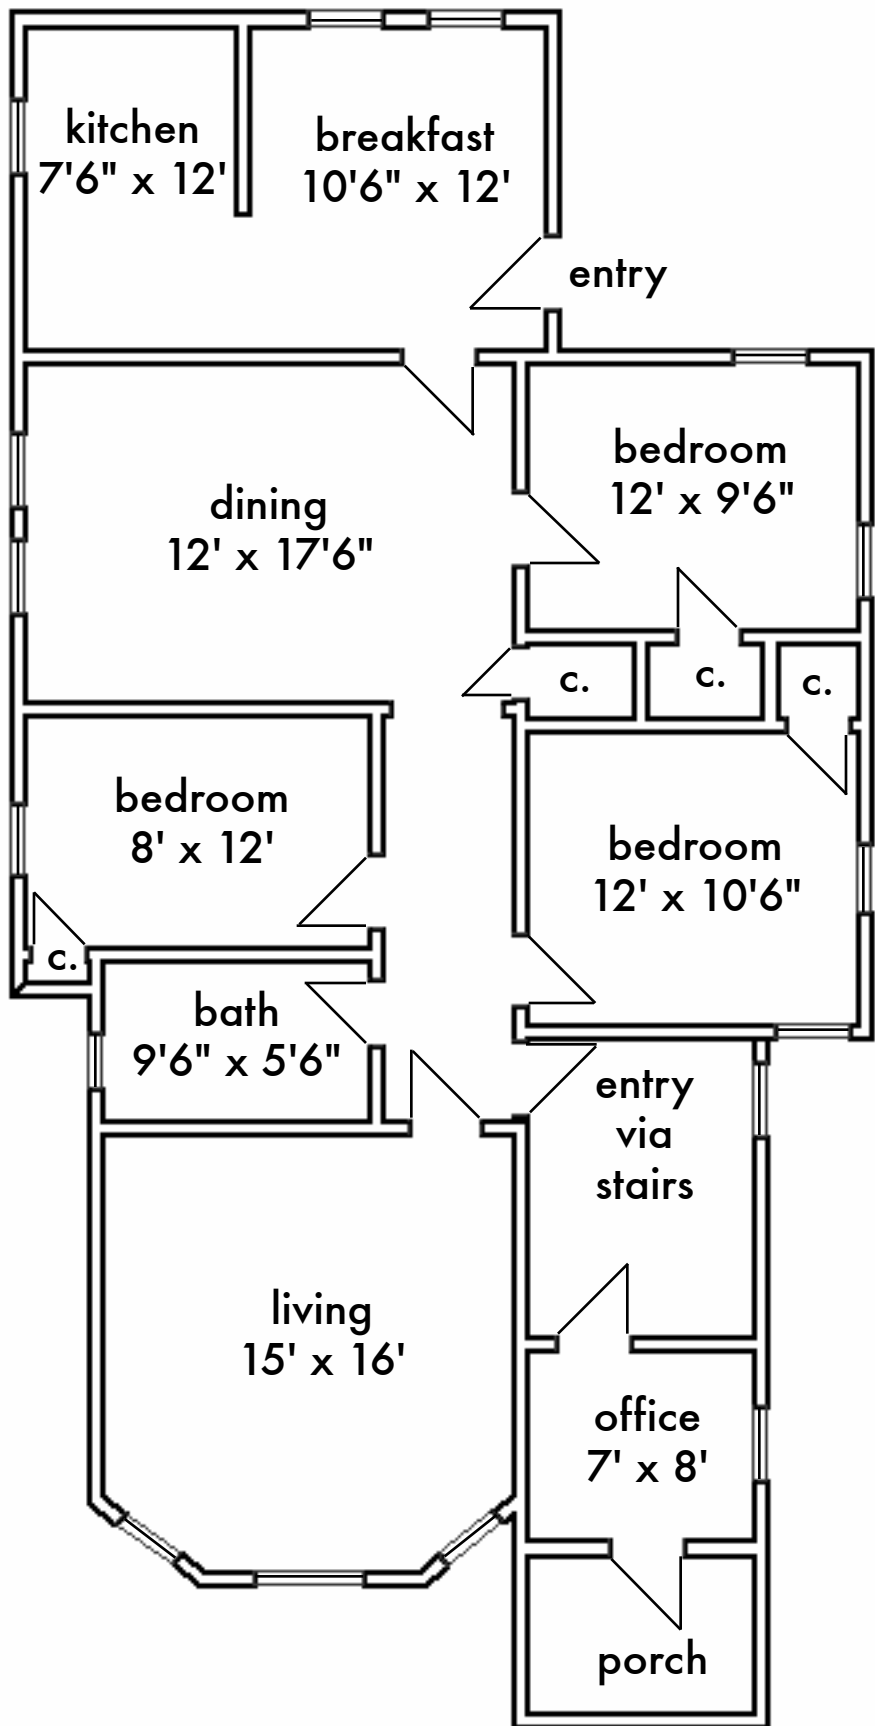 kitchen
7'6" x 12'
breakfast
10'6" x 12'
entry
dining
12' x 17'6"
bedroom
12' x 9'6"
c.
c.
c.
bedroom
8' x 12'
c.
bedroom
12' x 10'6"
bath
9'6" x 5'6"
entry
via
stairs
living
15' x 16'
office
7' x 8'
porch